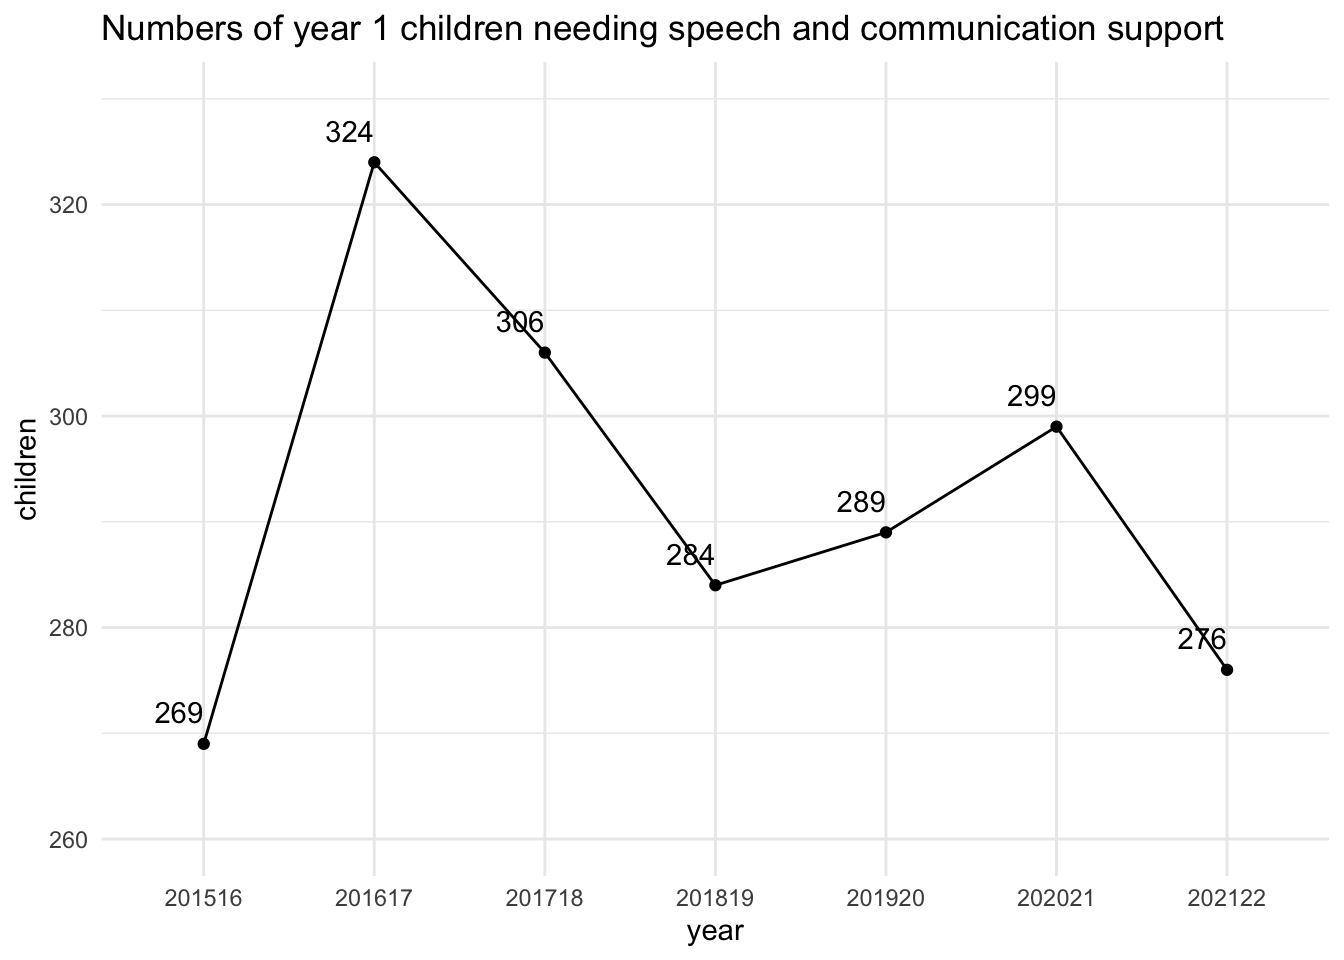 Numbers of year 1 children needing speech and communication support
324
320
306
300
299
289
284
280
276
269
260
children
201516 201617 201718 201819 201920 202021 202122
year